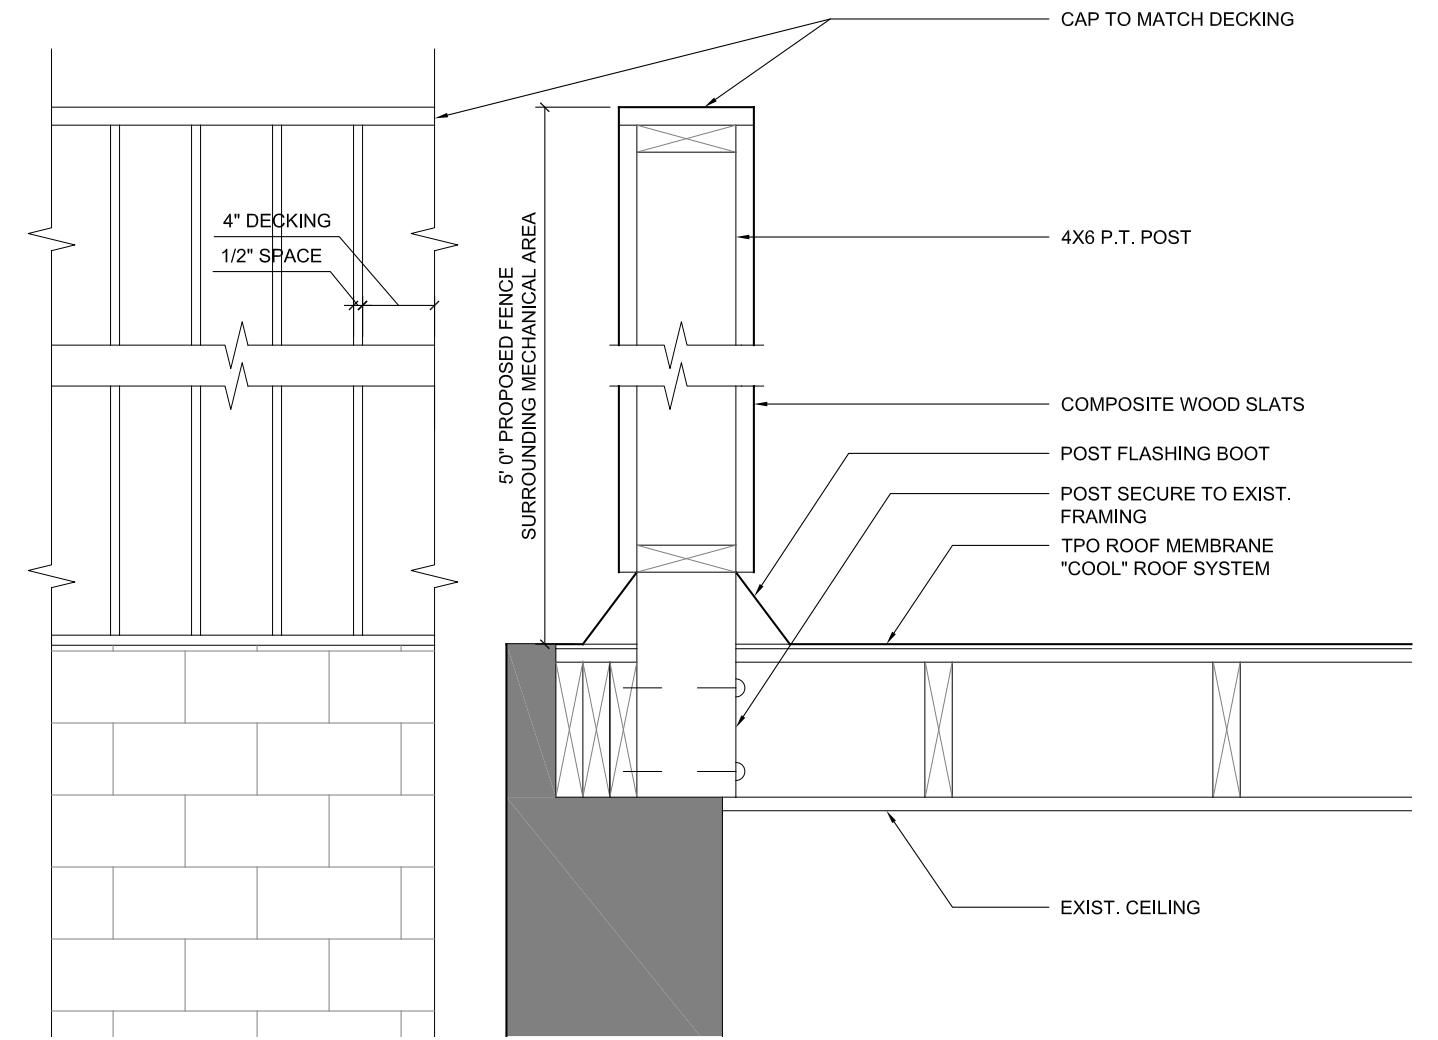 CAP TO MATCH DECKING
4" DECKING
1/2" SPACE
5' 0" PROPOSED FENCE
SURROUNDING MECHANICAL AREA
4X6 P.T. POST
COMPOSITE WOOD SLATS
POST FLASHING BOOT
POST SECURE TO EXIST.
FRAMING
TPO ROOF MEMBRANE
"COOL" ROOF SYSTEM
EXIST. CEILING